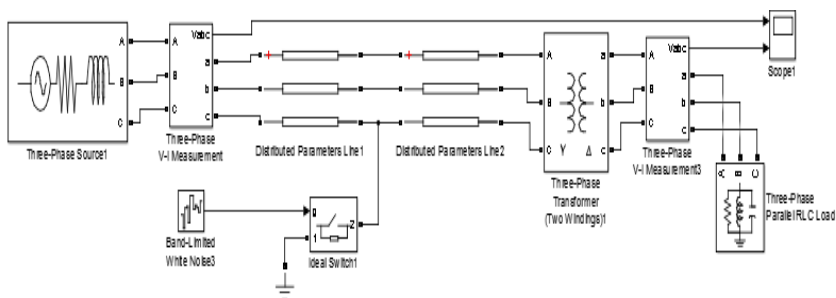 A
B
C
Three-Phase Source1
A
B
C
Vabc
a
b
c
Three-Phase
V-I Measurement
Distributed Parameters Line1
Distributed Parameters Line2
A
B
C
a
b
c
Y Δ
Three-Phase
Transformer
(Two Windings)1
A
B
C
Vabc
a
b
c
Three-Phase
V-I Measurement3
Scope1
A B C
Three-Phase
Parallel RLC Load
Band-Limited
White Noise3
g
1
2
Ideal Switch1